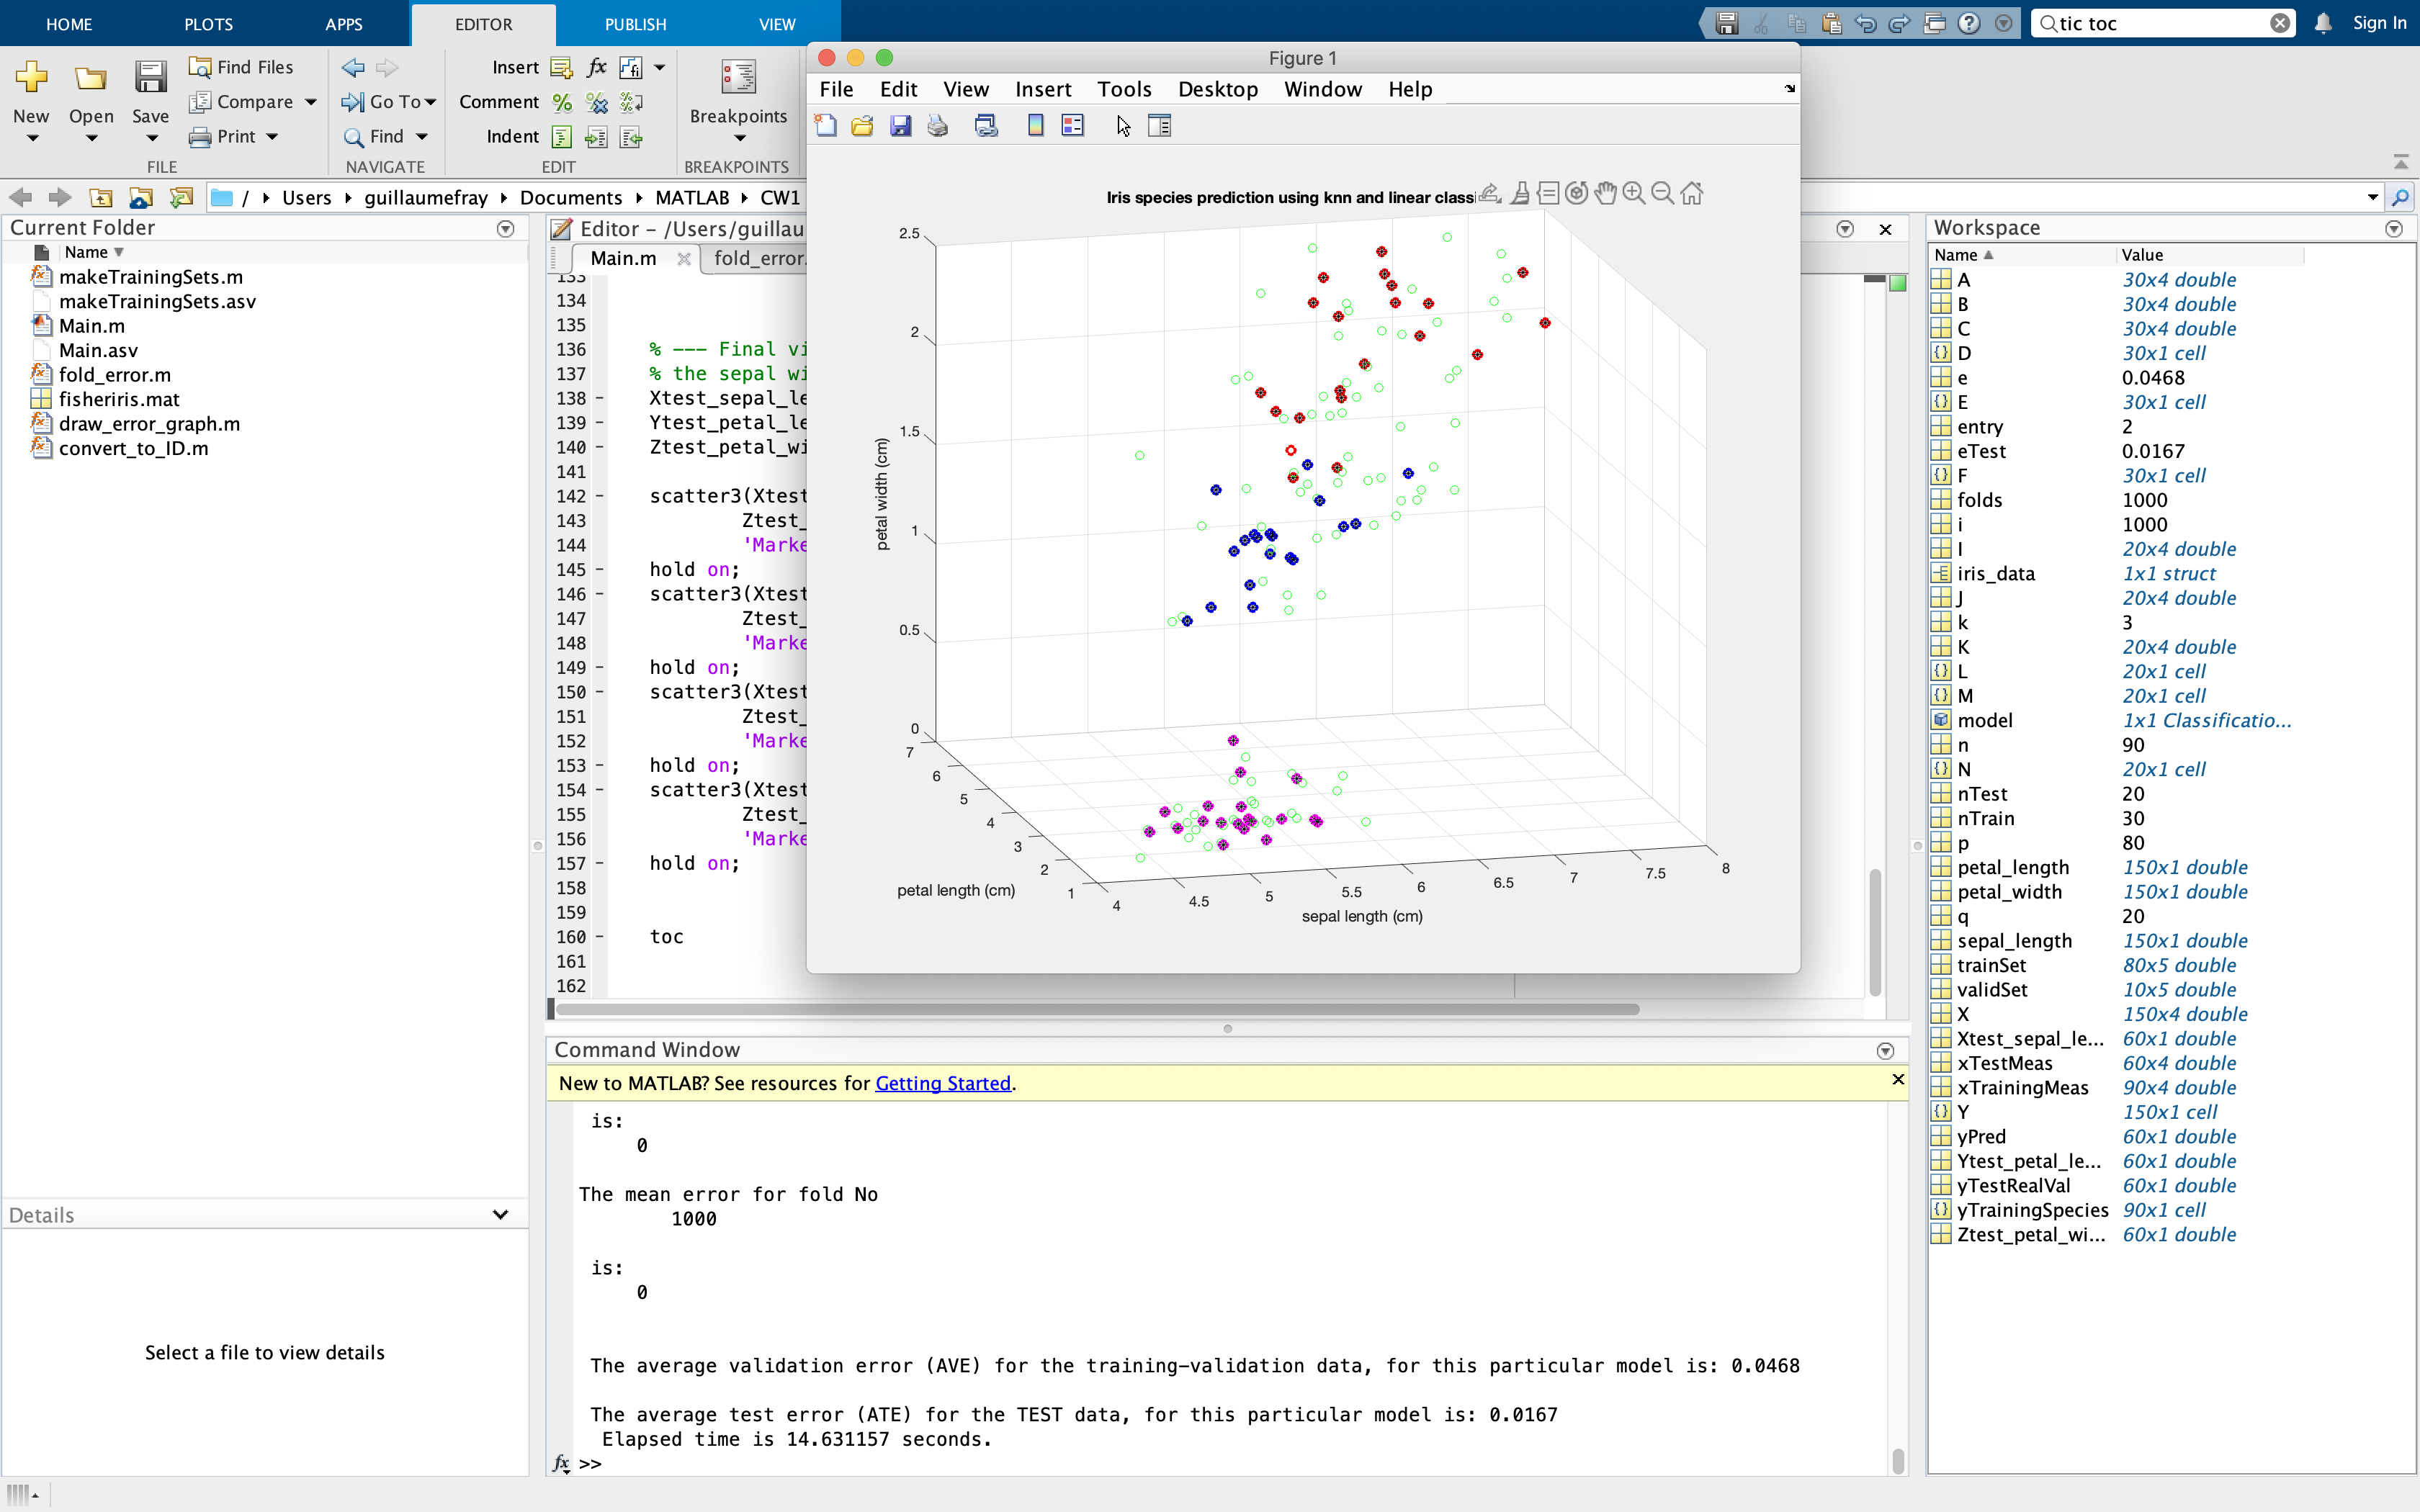 HOME PLOTS APPS EDITOR PUBLISH VIEW
tic toc
Sign In
New
Open
Save
Find Files
Compare
Print
FILE
Go To
Find
NAVIGATE
Insert fx fi
Comment
Indent
EDIT
Breakpoints
BREAKPOINTS
/ Users guillaumefray Documents MATLAB CW1
Current Folder
Name
makeTrainingSets.m
makeTrainingSets.asv
Main.m
Main.asv
fold_error.m
fisheriris.mat
draw_error_graph.m
convert_to_ID.m
Details
Select a file to view details
Editor – /Users/guillau
Main.m
fold_error.
133
134
135
136 % --- Final vi
137 % the sepal wi
138 – Xtest_sepal_le
139 – Ytest_petal_le
140 – Ztest_petal_wi
141
142 – scatter3(Xtest
143 Ztest_
144 'Marke
145 – hold on;
146 – scatter3(Xtest
147 Ztest_
148 'Marke
149 – hold on;
150 – scatter3(Xtest
151 Ztest_
152 'Marke
153 – hold on;
154 – scatter3(Xtest
155 Ztest_
156 'Marke
157 – hold on;
158
159
160 – toc
161
162
Figure 1
File Edit View Insert Tools Desktop Window Help
Iris species prediction using knn and linear classi
2.5
2
1.5
1
0.5
0
petal width (cm)
7
6
5
4
3
2
1
petal length (cm)
4
4.5
5
5.5
6
6.5
7
7.5
8
sepal length (cm)
Command Window
New to MATLAB? See resources for Getting Started.
is:
0
The mean error for fold No
1000
is:
0
The average validation error (AVE) for the training-validation data, for this particular model is: 0.0468
The average test error (ATE) for the TEST data, for this particular model is: 0.0167
Elapsed time is 14.631157 seconds.
fx >>
Workspace
Name Value
A 30x4 double
B 30x4 double
C 30x4 double
D 30x1 cell
e 0.0468
E 30x1 cell
entry 2
eTest 0.0167
F 30x1 cell
folds 1000
i 1000
I 20x4 double
iris_data 1x1 struct
J 20x4 double
k 3
K 20x4 double
L 20x1 cell
M 20x1 cell
model 1x1 Classificatio...
n 90
N 20x1 cell
nTest 20
nTrain 30
p 80
petal_length 150x1 double
petal_width 150x1 double
q 20
sepal_length 150x1 double
trainSet 80x5 double
validSet 10x5 double
X 150x4 double
Xtest_sepal_le... 60x1 double
xTestMeas 60x4 double
xTrainingMeas 90x4 double
Y 150x1 cell
yPred 60x1 double
Ytest_petal_le... 60x1 double
yTestRealVal 60x1 double
yTrainingSpecies 90x1 cell
Ztest_petal_wi... 60x1 double